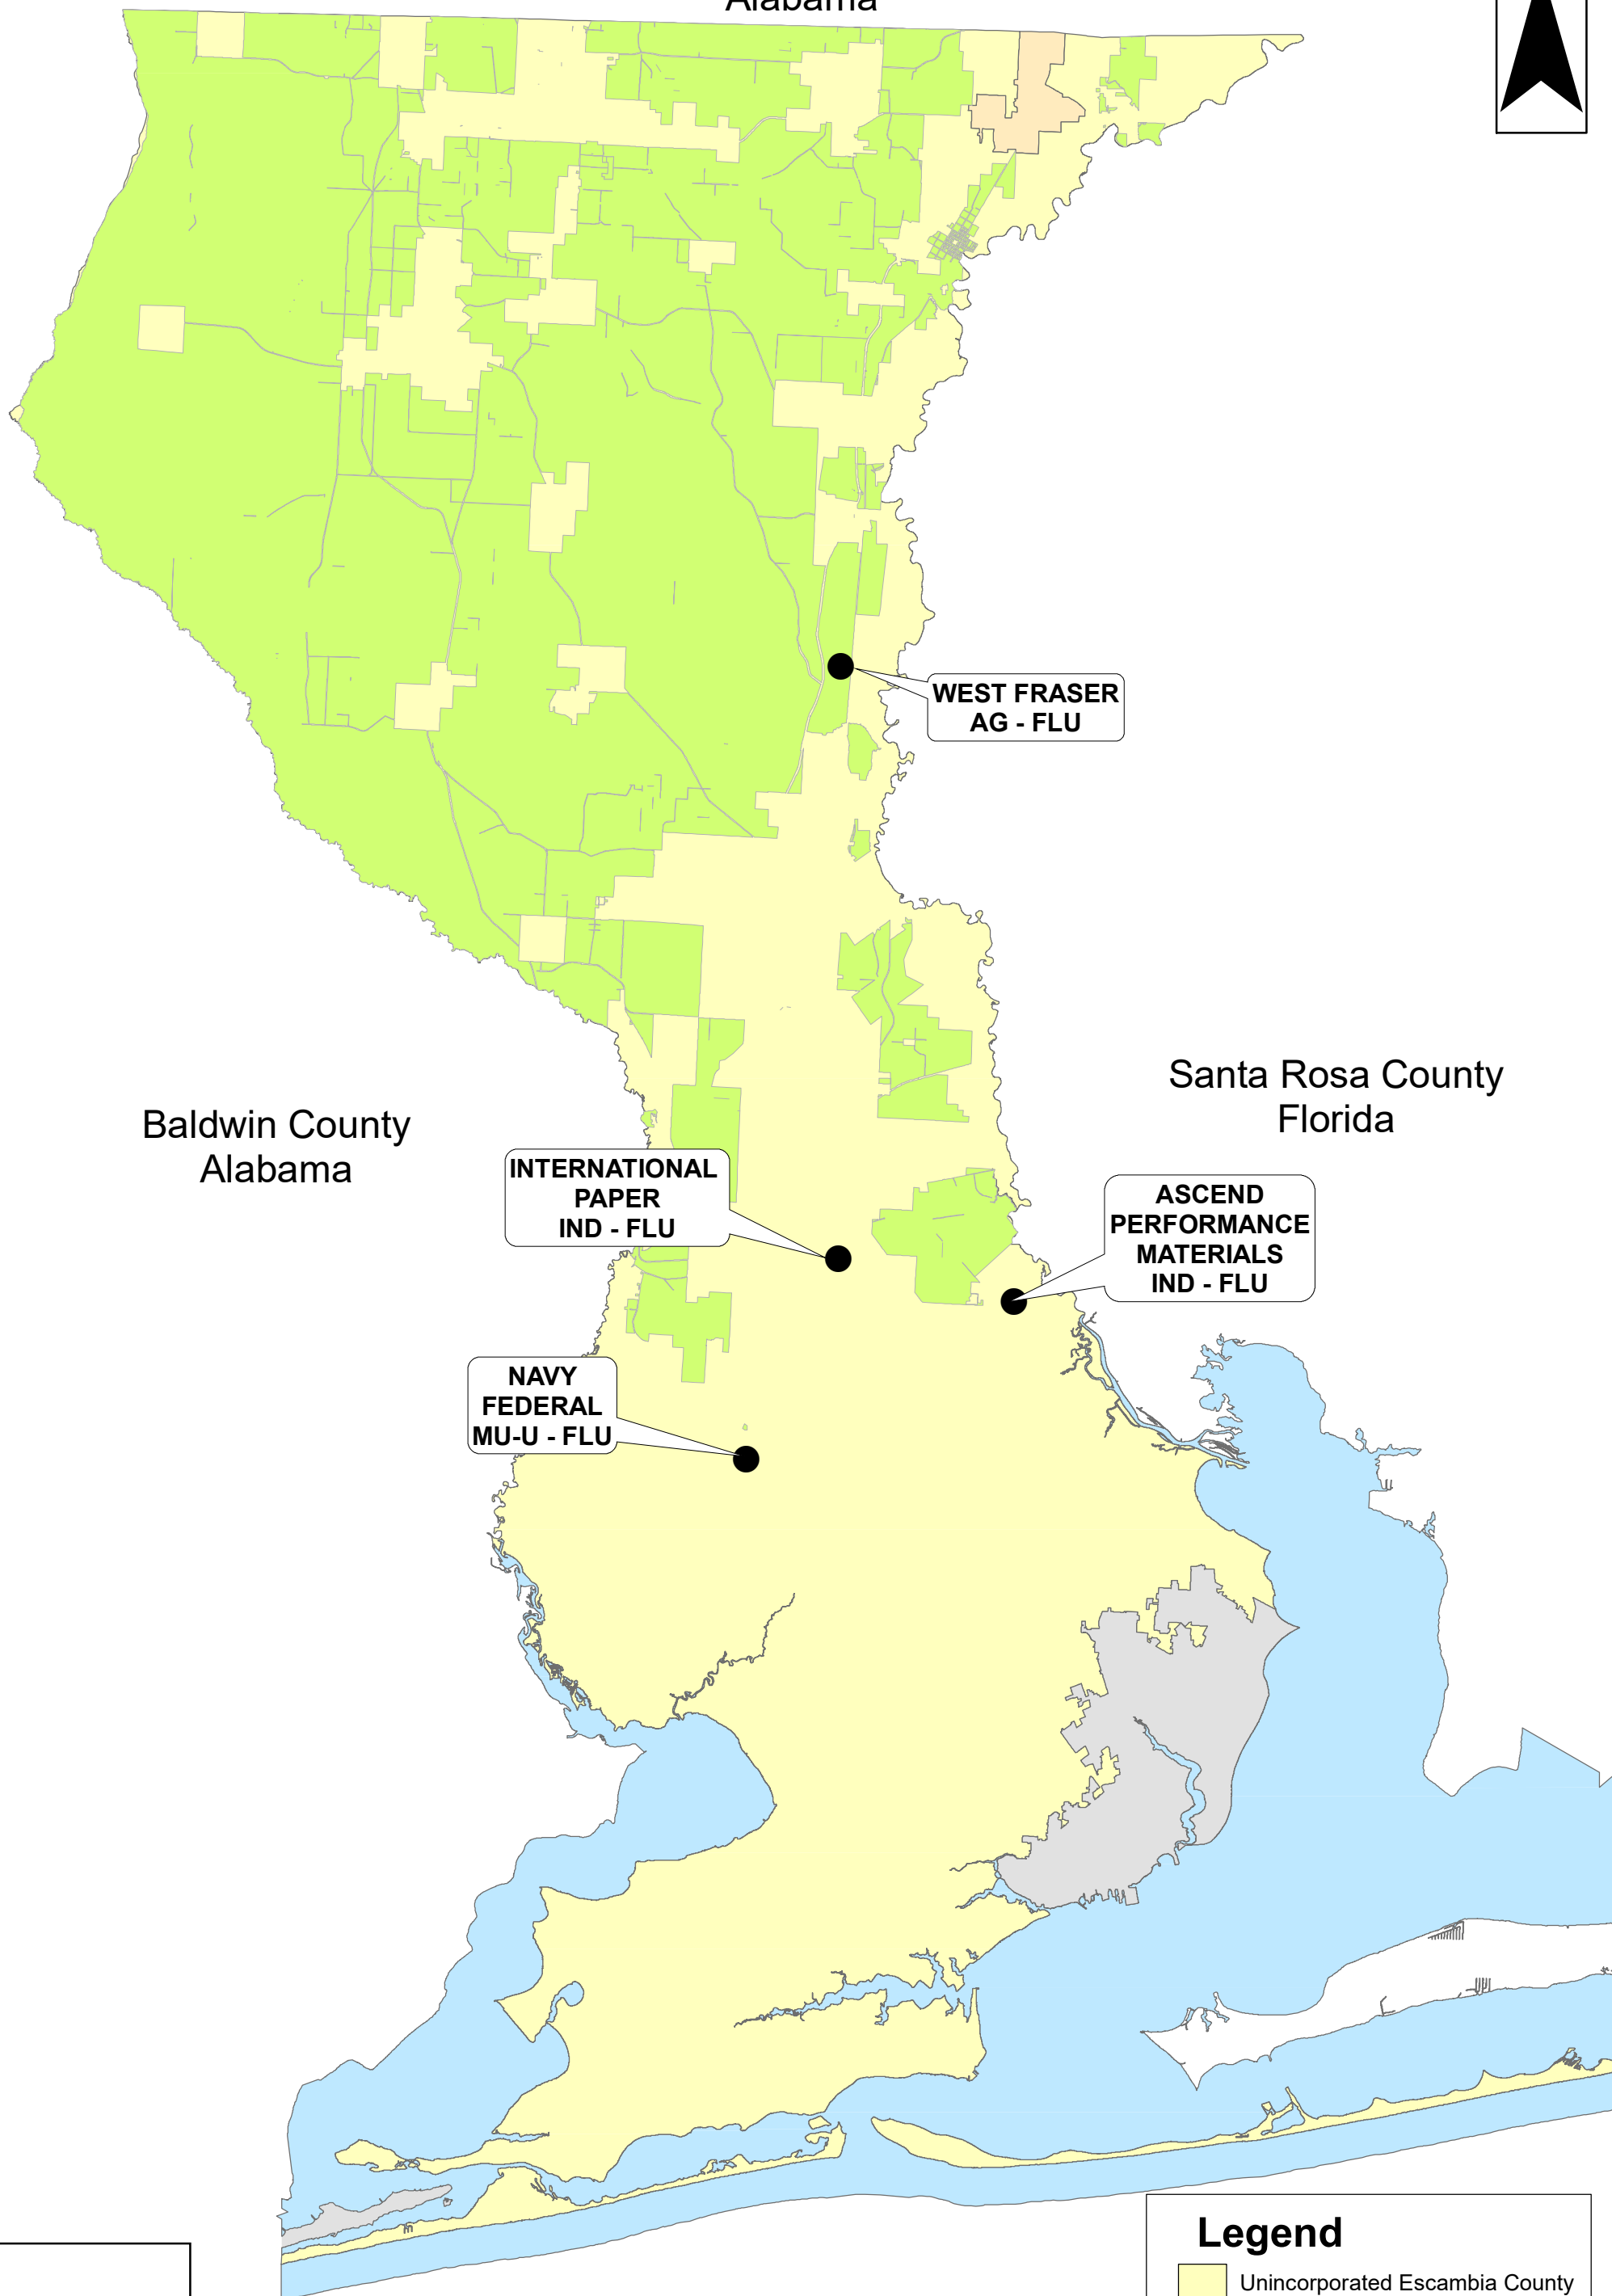 Alabama
WEST FRASER
AG - FLU
Santa Rosa County
Florida
Baldwin County
Alabama
INTERNATIONAL
PAPER
IND - FLU
ASCEND
PERFORMANCE
MATERIALS
IND - FLU
NAVY
FEDERAL
MU-U - FLU
Legend
Unincorporated Escambia County